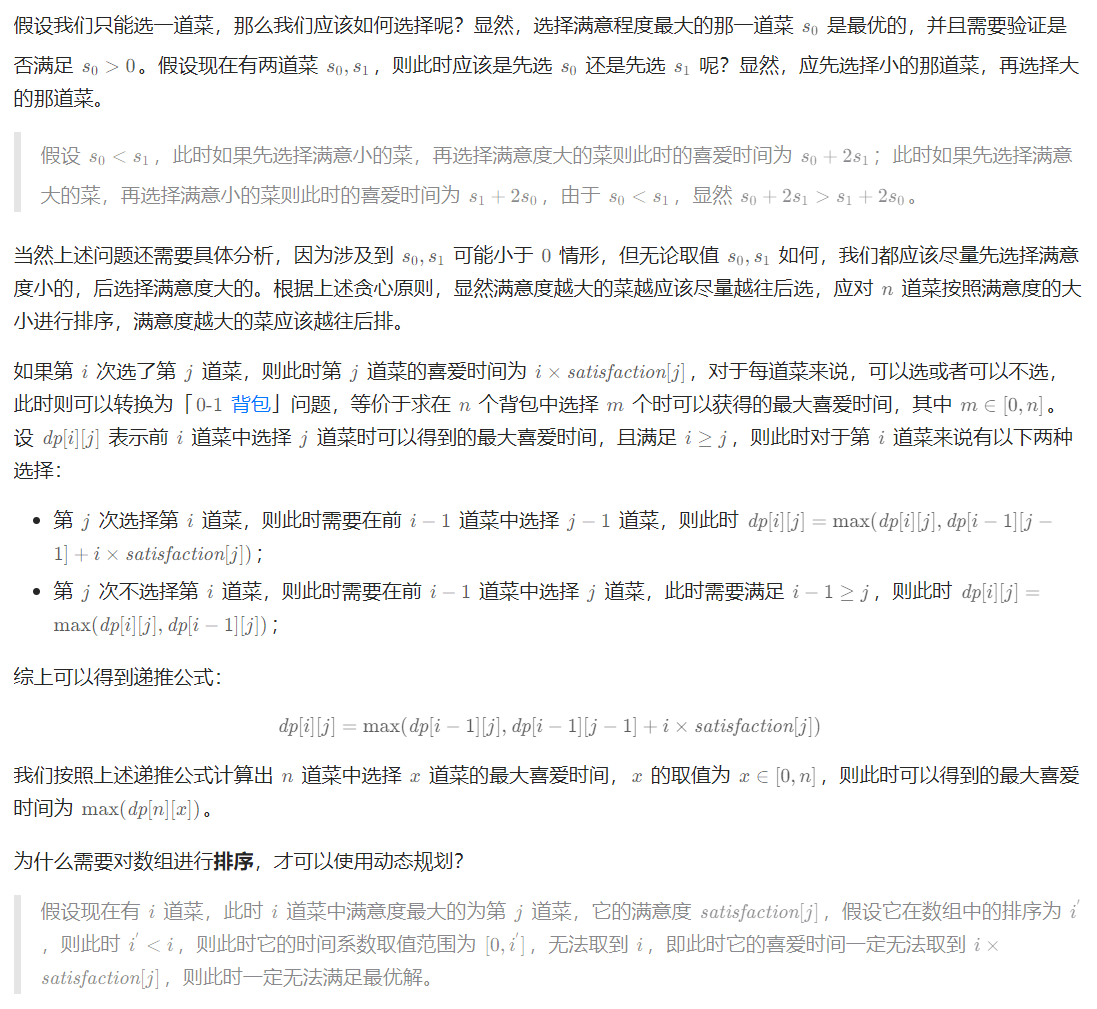 假设我们只能选一道菜，那么我们应该如何选择呢？显然，选择满意程度最大的那一道菜 s₀ 是最优的，并且需要验证是
否满足 s₀ > 0。假设现在有两道菜 s₀, s₁，则此时应该是先选 s₀ 还是先选 s₁ 呢？显然，应先选择小的那道菜，再选择大
的那道菜。
假设 s₀ < s₁，此时如果先选择满意小的菜，再选择满意度大的菜则此时的喜爱时间为 s₀ + 2s₁；此时如果先选择满意
大的菜，再选择满意小的菜则此时的喜爱时间为 s₁ + 2s₀，由于 s₀ < s₁，显然 s₀ + 2s₁ > s₁ + 2s₀。
当然上述问题还需要具体分析，因为涉及到 s₀, s₁ 可能小于 0 情形，但无论取值 s₀, s₁ 如何，我们都应该尽量先选择满意
度小的，后选择满意度大的。根据上述贪心原则，显然满意度越大的菜越应该尽量越往后选，应对 n 道菜按照满意度的大
小进行排序，满意度越大的菜应该越往后排。
如果第 i 次选了第 j 道菜，则此时第 j 道菜的喜爱时间为 i × satisfaction[j]，对于每道菜来说，可以选或者可以不选，
此时则可以转换为「0-1 背包」问题，等价于求在 n 个背包中选择 m 个时可以获得的最大喜爱时间，其中 m ∈ [0, n]。
设 dp[i][j] 表示前 i 道菜中选择 j 道菜时可以得到的最大喜爱时间，且满足 i ≥ j，则此时对于第 i 道菜来说有以下两种
选择：
• 第 j 次选择第 i 道菜，则此时需要在前 i − 1 道菜中选择 j − 1 道菜，则此时 dp[i][j] = max(dp[i][j], dp[i − 1][j −
1] + i × satisfaction[j])；
• 第 j 次不选择第 i 道菜，则此时需要在前 i − 1 道菜中选择 j 道菜，此时需要满足 i − 1 ≥ j，则此时 dp[i][j] =
max(dp[i][j], dp[i − 1][j])；
综上可以得到递推公式：
dp[i][j] = max(dp[i − 1][j], dp[i − 1][j − 1] + i × satisfaction[j])
我们按照上述递推公式计算出 n 道菜中选择 x 道菜的最大喜爱时间，x 的取值为 x ∈ [0, n]，则此时可以得到的最大喜爱
时间为 max(dp[n][x])。
为什么需要对数组进行排序，才可以使用动态规划？
假设现在有 i 道菜，此时 i 道菜中满意度最大的为第 j 道菜，它的满意度 satisfaction[j]，假设它在数组中的排序为 i′
，则此时 i′ < i，则此时它的时间系数取值范围为 [0, i′]，无法取到 i，即此时它的喜爱时间一定无法取到 i ×
satisfaction[j]，则此时一定无法满足最优解。